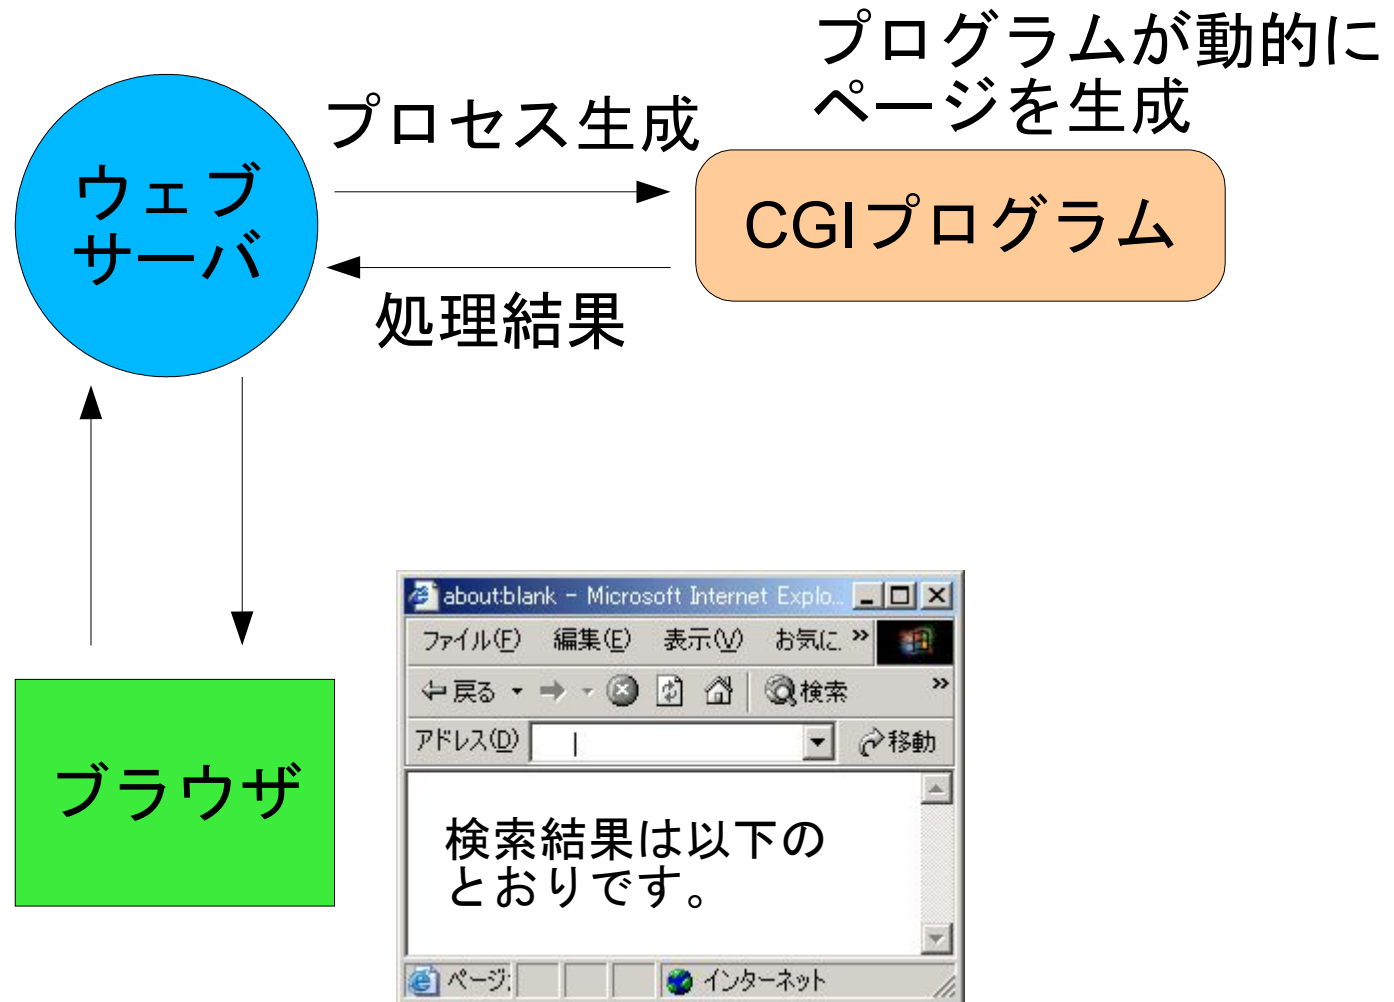 プログラムが動的に
ページを生成
プロセス生成
ウェブ
サーバ
CGIプログラム
処理結果
about:blank - Microsoft Internet Explo...
ファイル(F) 編集(E) 表示(V) お気に »
戻る 検索 »
アドレス(D) 移動
ブラウザ
検索結果は以下の
とおりです。
ページ インターネット